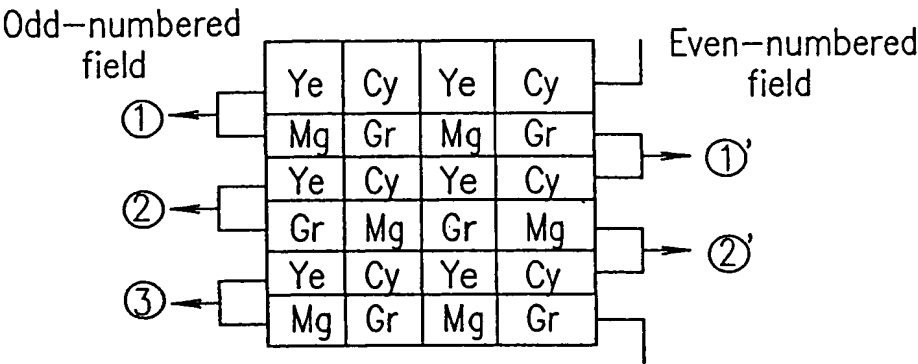 Odd-numbered
field
Even-numbered
field
Ye Cy Ye Cy
① Mg Gr Mg Gr ①'
Ye Cy Ye Cy
② Gr Mg Gr Mg ②'
Ye Cy Ye Cy
③ Mg Gr Mg Gr